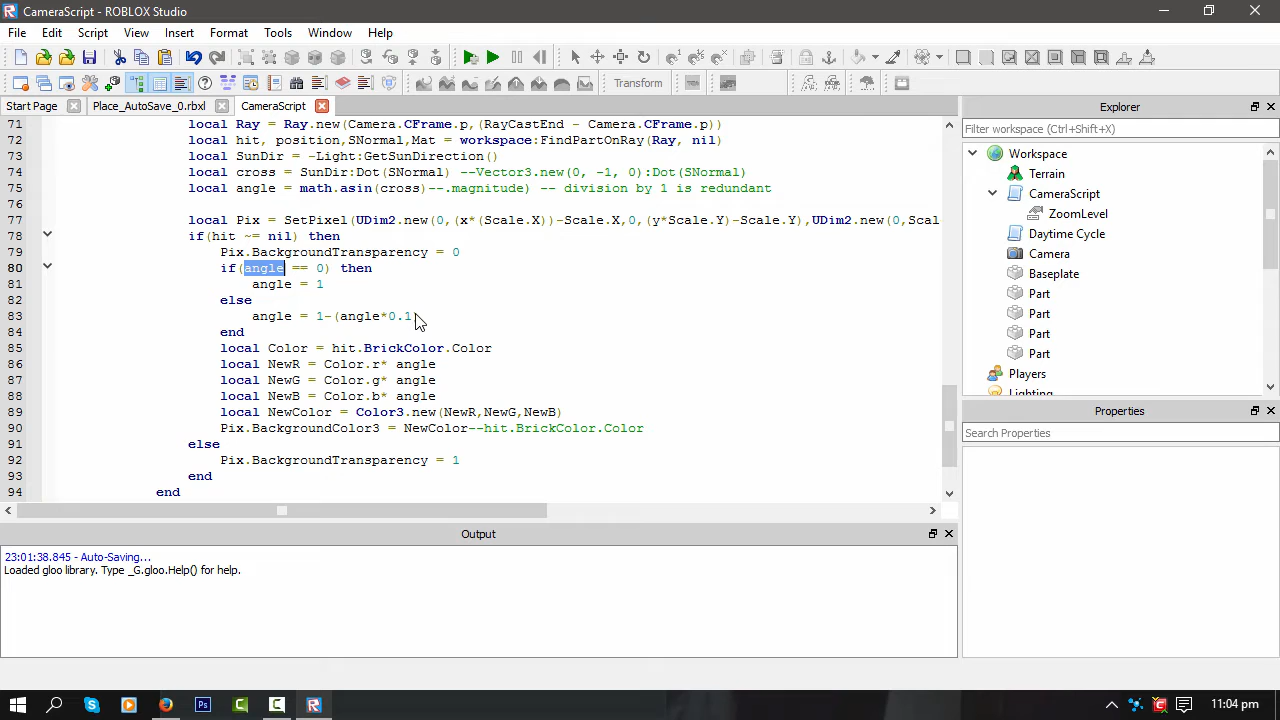 CameraScript - ROBLOX Studio
File Edit Script View Insert Format Tools Window Help
Transform
Start Page Place_AutoSave_0.rbxl CameraScript
71 local Ray = Ray.new(Camera.CFrame.p,(RayCastEnd - Camera.CFrame.p))
72 local hit, position,SNormal,Mat = workspace:FindPartOnRay(Ray, nil)
73 local SunDir = -Light:GetSunDirection()
74 local cross = SunDir:Dot(SNormal) --Vector3.new(0, -1, 0):Dot(SNormal)
75 local angle = math.asin(cross)--.magnitude) -- division by 1 is redundant
76
77 local Pix = SetPixel(UDim2.new(0,(x*(Scale.X))-Scale.X,0,(y*Scale.Y)-Scale.Y),UDim2.new(0,Scale
78 if(hit ~= nil) then
79 Pix.BackgroundTransparency = 0
80 if(angle == 0) then
81 angle = 1
82 else
83 angle = 1-(angle*0.1)
84 end
85 local Color = hit.BrickColor.Color
86 local NewR = Color.r* angle
87 local NewG = Color.g* angle
88 local NewB = Color.b* angle
89 local NewColor = Color3.new(NewR,NewG,NewB)
90 Pix.BackgroundColor3 = NewColor--hit.BrickColor.Color
91 else
92 Pix.BackgroundTransparency = 1
93 end
94 end
Output
23:01:38.845 - Auto-Saving...
Loaded gloo library. Type _G.gloo.Help() for help.
Explorer
Filter workspace (Ctrl+Shift+X)
Workspace
Terrain
CameraScript
ZoomLevel
Daytime Cycle
Camera
Baseplate
Part
Part
Part
Part
Players
Lighting
Properties
Search Properties
11:04 pm